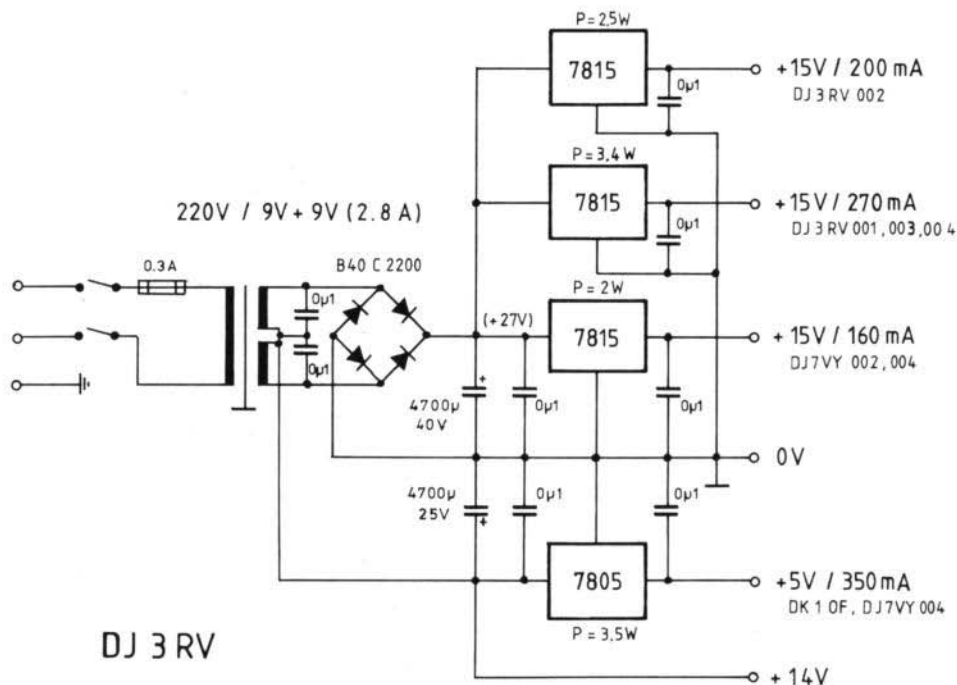 P = 2,5W
7815
0µ1
+15V / 200 mA
DJ 3 RV 002
P = 3,4 W
7815
0µ1
+15V / 270 mA
DJ 3 RV 001, 003, 00 4
220V / 9V + 9V (2.8 A)
0.3A
B40 C 2200
0µ1
0µ1
P = 2W
(+27V)
7815
+15V / 160 mA
DJ7VY 002, 004
4700µ
40V
+
0µ1
0µ1
0V
4700µ
25V
+
0µ1
0µ1
7805
+5V / 350 mA
DK 1 OF, DJ7VY 004
P = 3,5W
DJ 3 RV
+14V